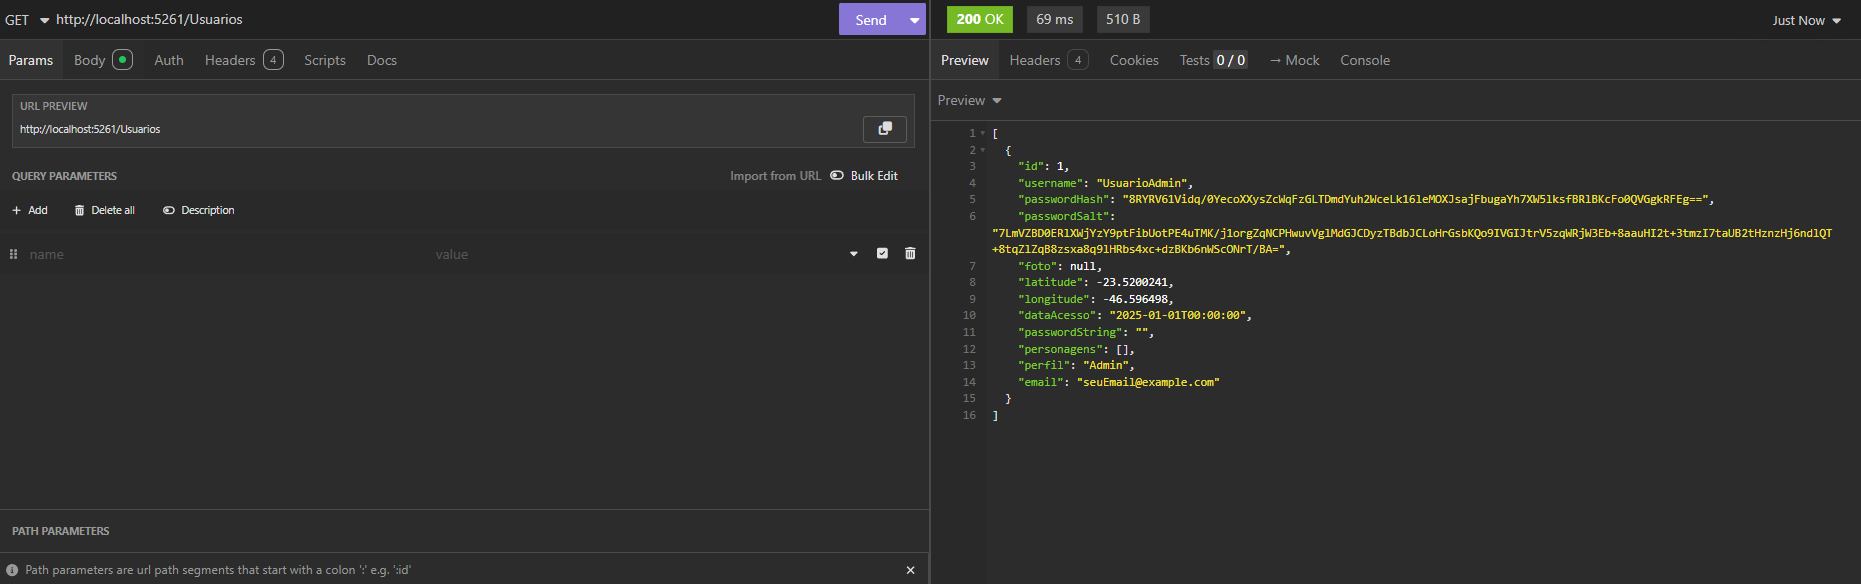 GET http://localhost:5261/Usuarios Send
200 OK 69 ms 510 B Just Now
Params Body Auth Headers 4 Scripts Docs
Preview Headers 4 Cookies Tests 0 / 0 → Mock Console
URL PREVIEW
http://localhost:5261/Usuarios
QUERY PARAMETERS Import from URL Bulk Edit
+ Add Delete all Description
name value
PATH PARAMETERS
Path parameters are url path segments that start with a colon ':' e.g. ':id'
Preview
1 [
2 {
3 "id": 1,
4 "username": "UsuarioAdmin",
5 "passwordHash": "8RYRV61Vidq/0YecoXXysZcWqFzGLTDmdYuh2WceLk16leMOXJsajFbugaYh7XW5lksfBRlBKcFo0QVGgkRFEg==",
6 "passwordSalt":
"7LmVZBD0ERlXWjYzY9ptFibUotPE4uTMK/j1orgZqNCPHwuvVglMdGJCDyzTBdbJCLoHrGsbKQo9IVGIJtrV5zqWRjW3Eb+8aauHI2t+3tmzI7taUB2tHznzHj6ndlQT
+8tqZlZqB8zsxa8q9lHRbs4xc+dzBKb6nWScONrT/BA=",
7 "foto": null,
8 "latitude": -23.5200241,
9 "longitude": -46.596498,
10 "dataAcesso": "2025-01-01T00:00:00",
11 "passwordString": "",
12 "personagens": [],
13 "perfil": "Admin",
14 "email": "seuEmail@example.com"
15 }
16 ]